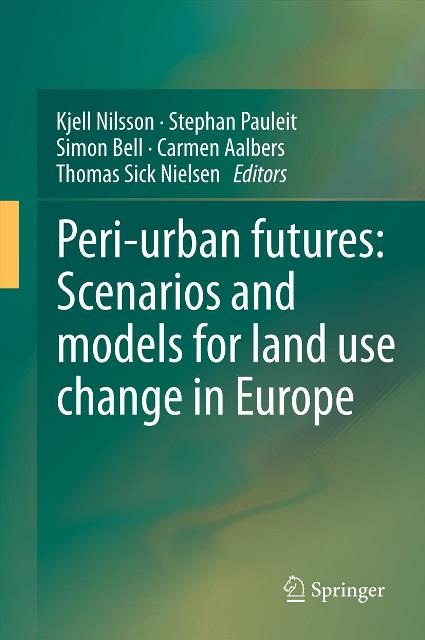 Kjell Nilsson · Stephan Pauleit
Simon Bell · Carmen Aalbers
Thomas Sick Nielsen Editors
Peri-urban futures:
Scenarios and
models for land use
change in Europe
Springer